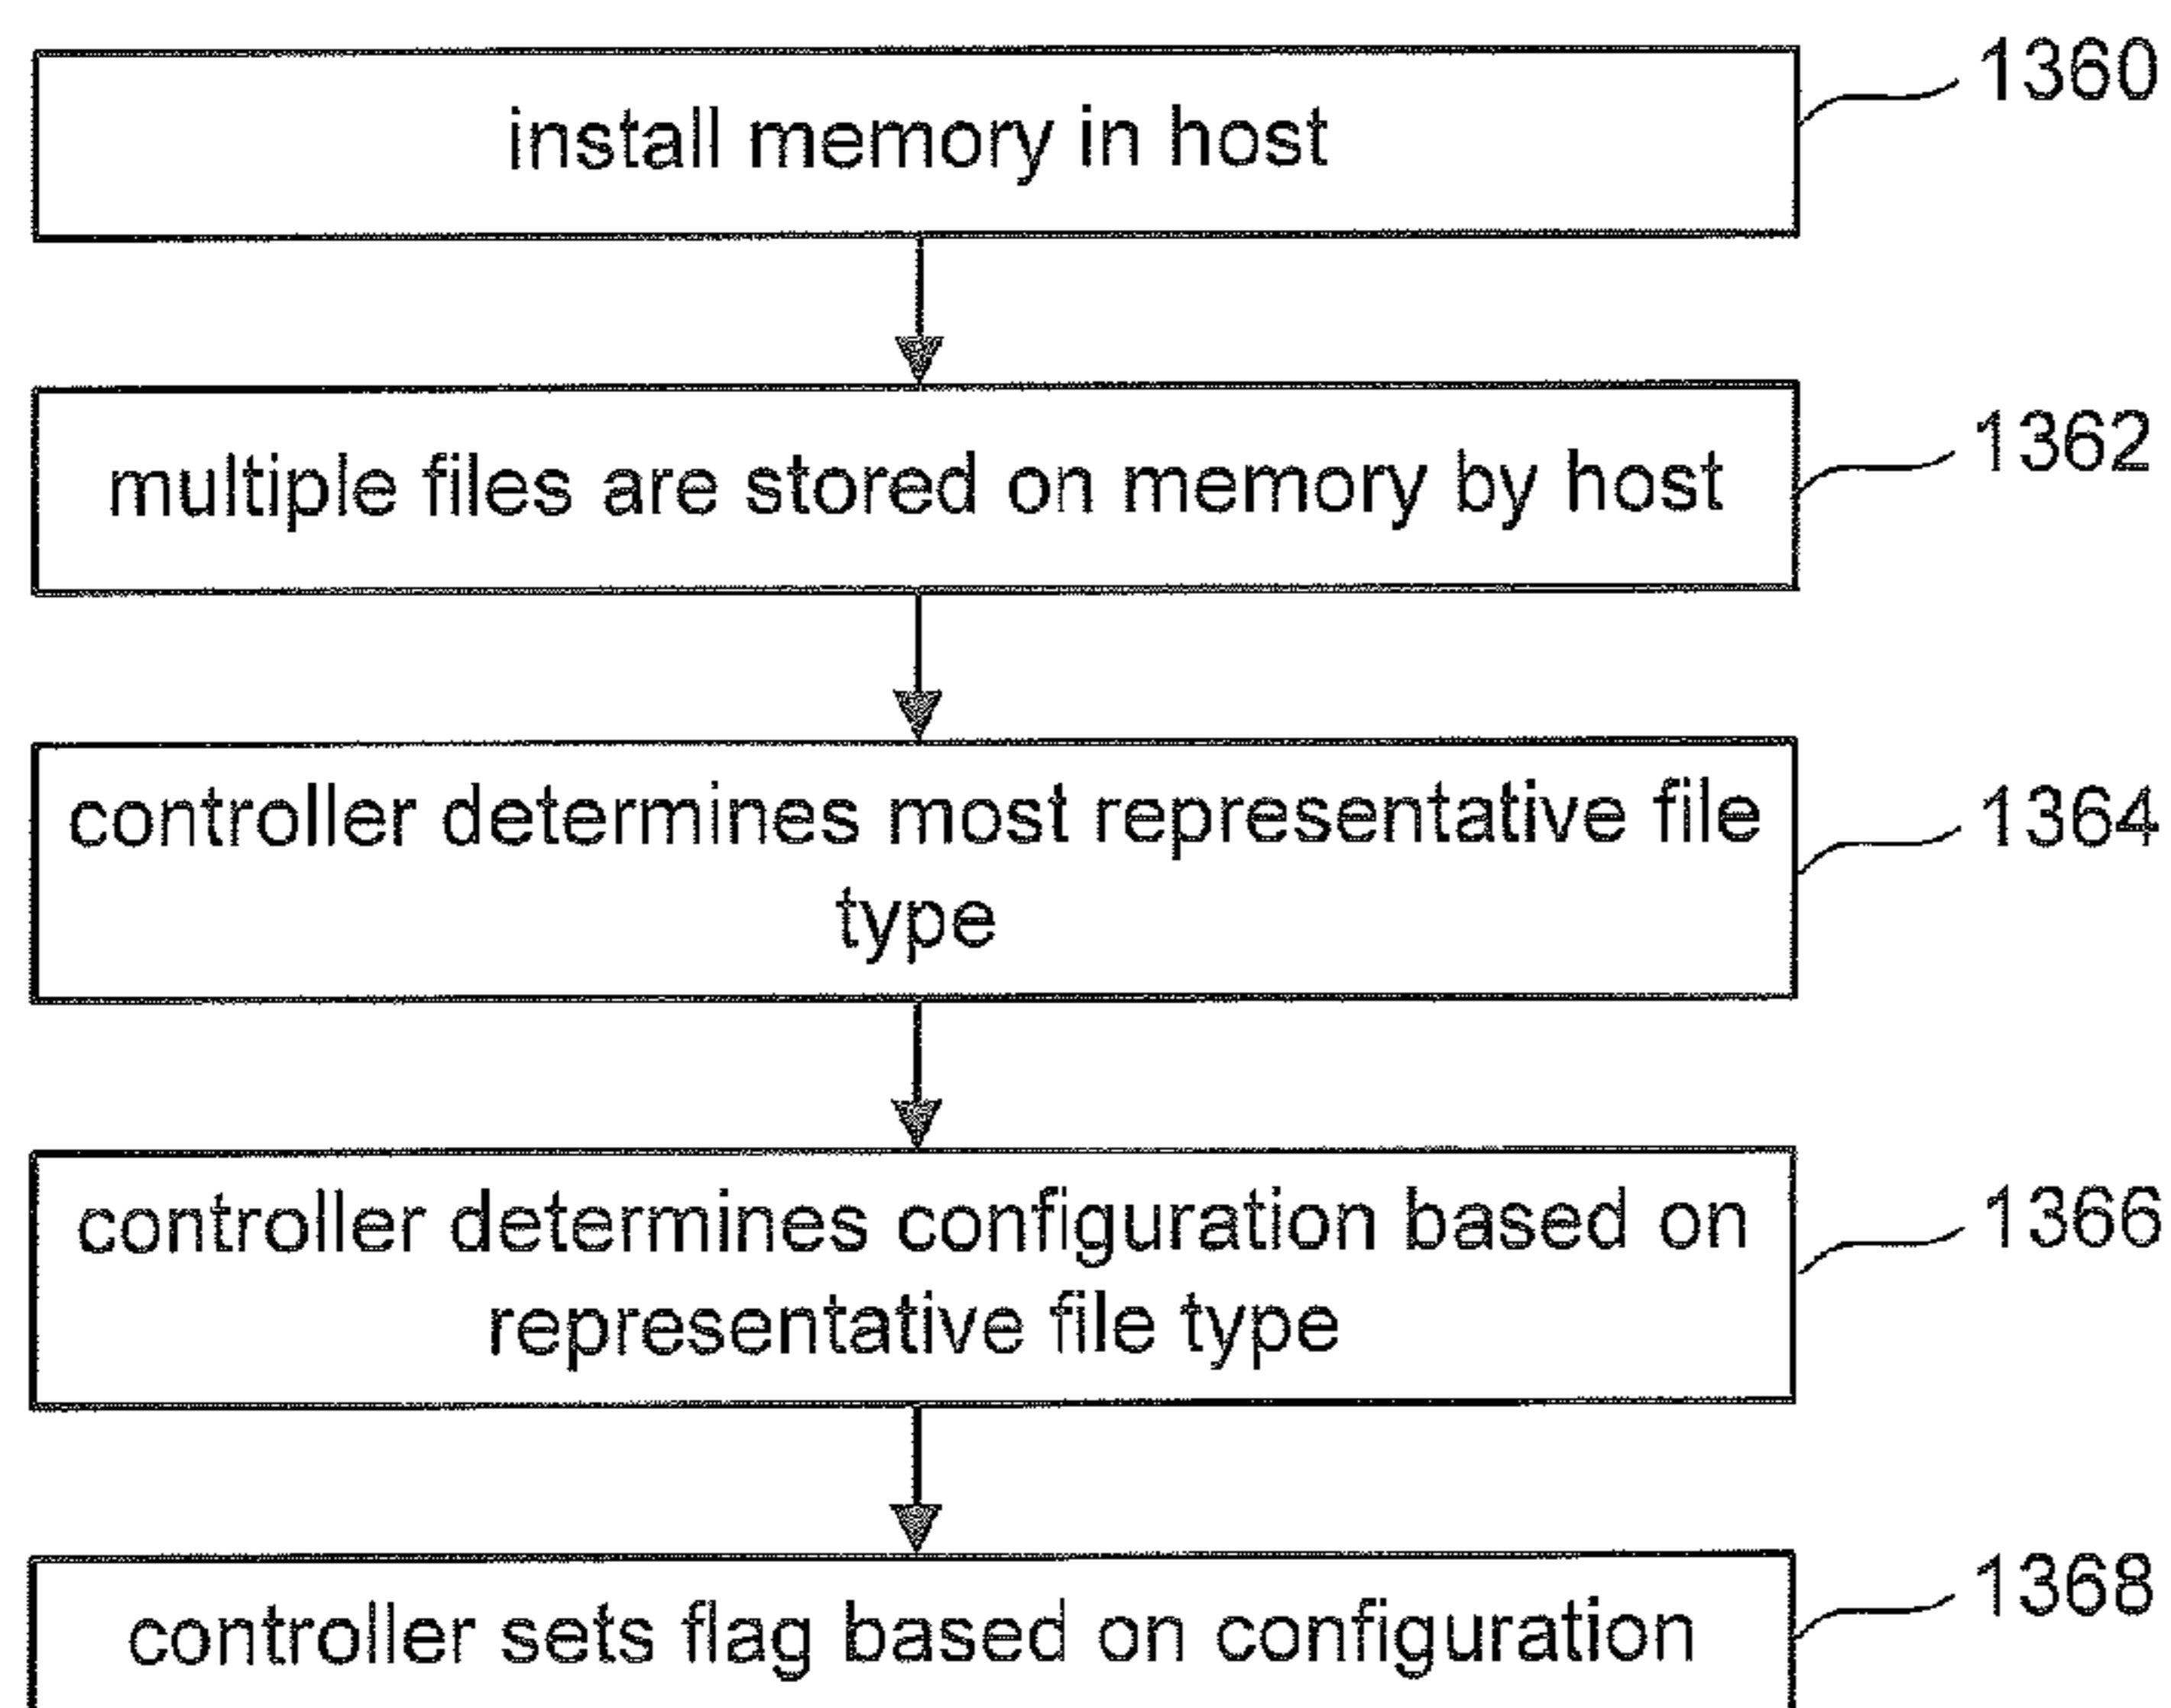 install memory in host
1360
multiple files are stored on memory by host
1362
controller determines most representative file
type
1364
controller determines configuration based on
representative file type
1366
controller sets flag based on configuration
1368